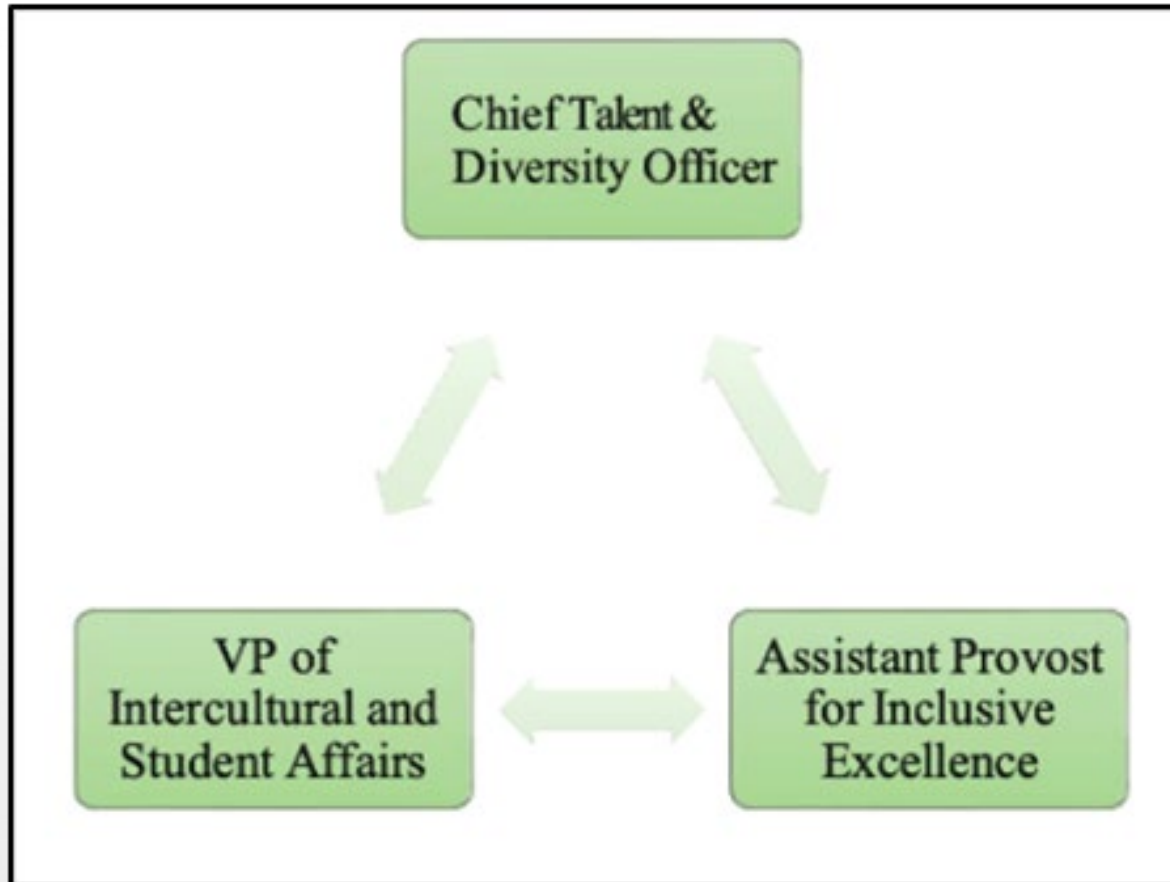 Chief Talent &
Diversity Officer
VP of
Intercultural and
Student Affairs
Assistant Provost
for Inclusive
Excellence